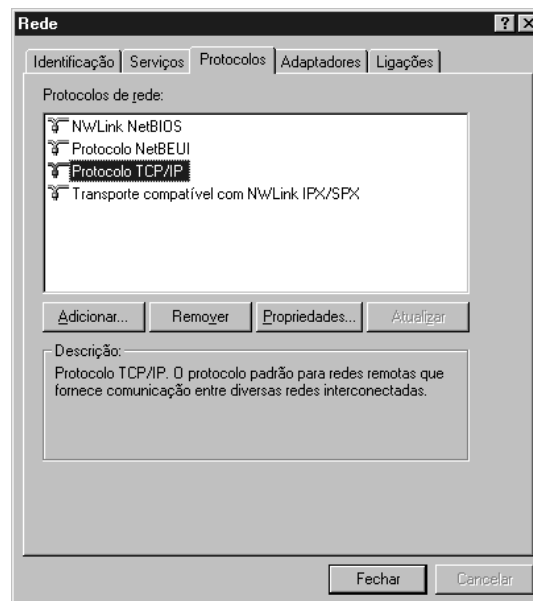 Rede
Identificação Serviços Protocolos Adaptadores Ligações
Protocolos de rede:
NWLink NetBIOS
Protocolo NetBEUI
Protocolo TCP/IP
Transporte compatível com NWLink IPX/SPX
Adicionar... Remover Propriedades... Atualizar
Descrição:
Protocolo TCP/IP. O protocolo padrão para redes remotas que
fornece comunicação entre diversas redes interconectadas.
Fechar Cancelar